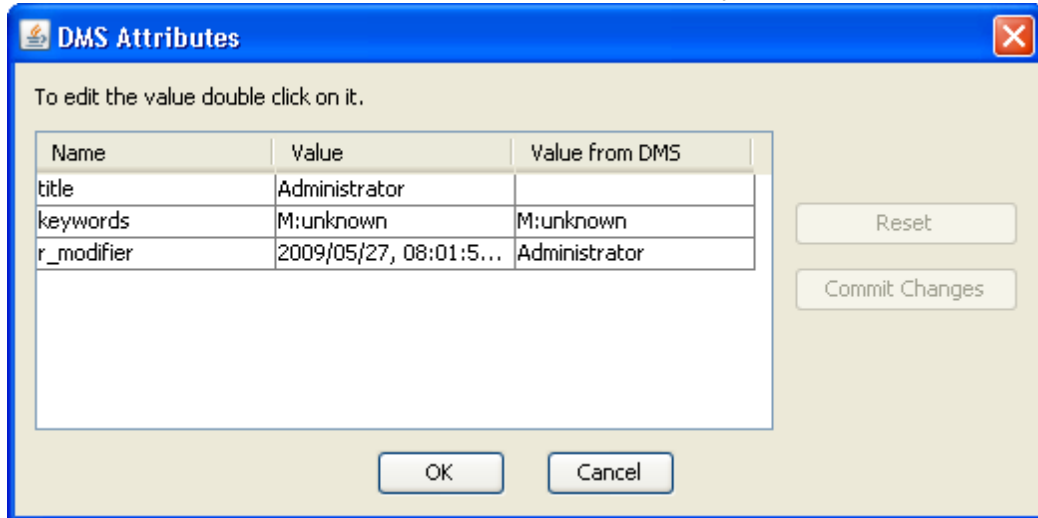 DMS Attributes
To edit the value double click on it.
Name Value Value from DMS
title Administrator
keywords M:unknown M:unknown
r_modifier 2009/05/27, 08:01:5... Administrator
Reset
Commit Changes
OK Cancel